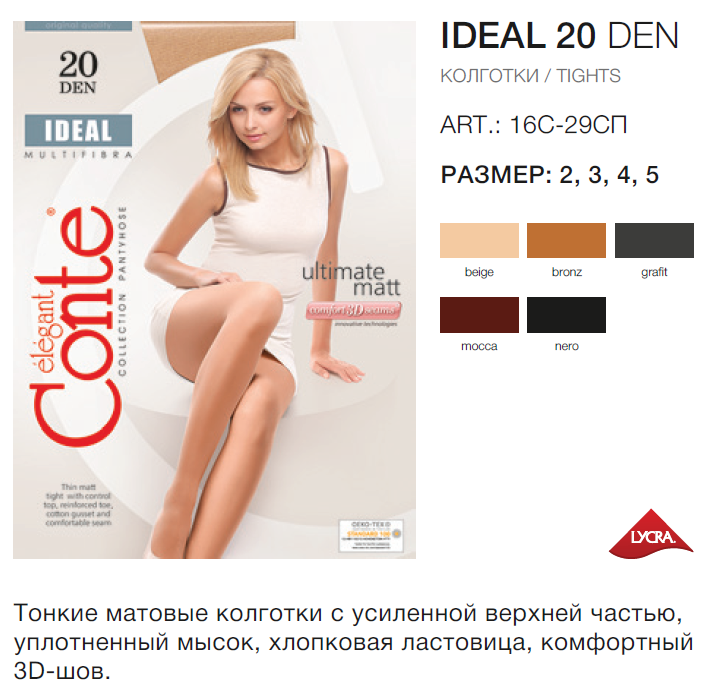 original quality
20
DEN
IDEAL
MULTIFIBRA
Conte®
élégant
COLLECTION PANTYHOSE
ultimate
matt
comfort 3D seams
innovative technologies
Thin matt
tight with control
top, reinforced toe,
cotton gusset and
comfortable seam
OEKO-TEX®
STANDARD 100
IDEAL 20 DEN
КОЛГОТКИ / TIGHTS
ART.: 16С-29СП
РАЗМЕР: 2, 3, 4, 5
beige
bronz
grafit
mocca
nero
LYCRA.
Тонкие матовые колготки с усиленной верхней частью,
уплотненный мысок, хлопковая ластовица, комфортный
3D-шов.